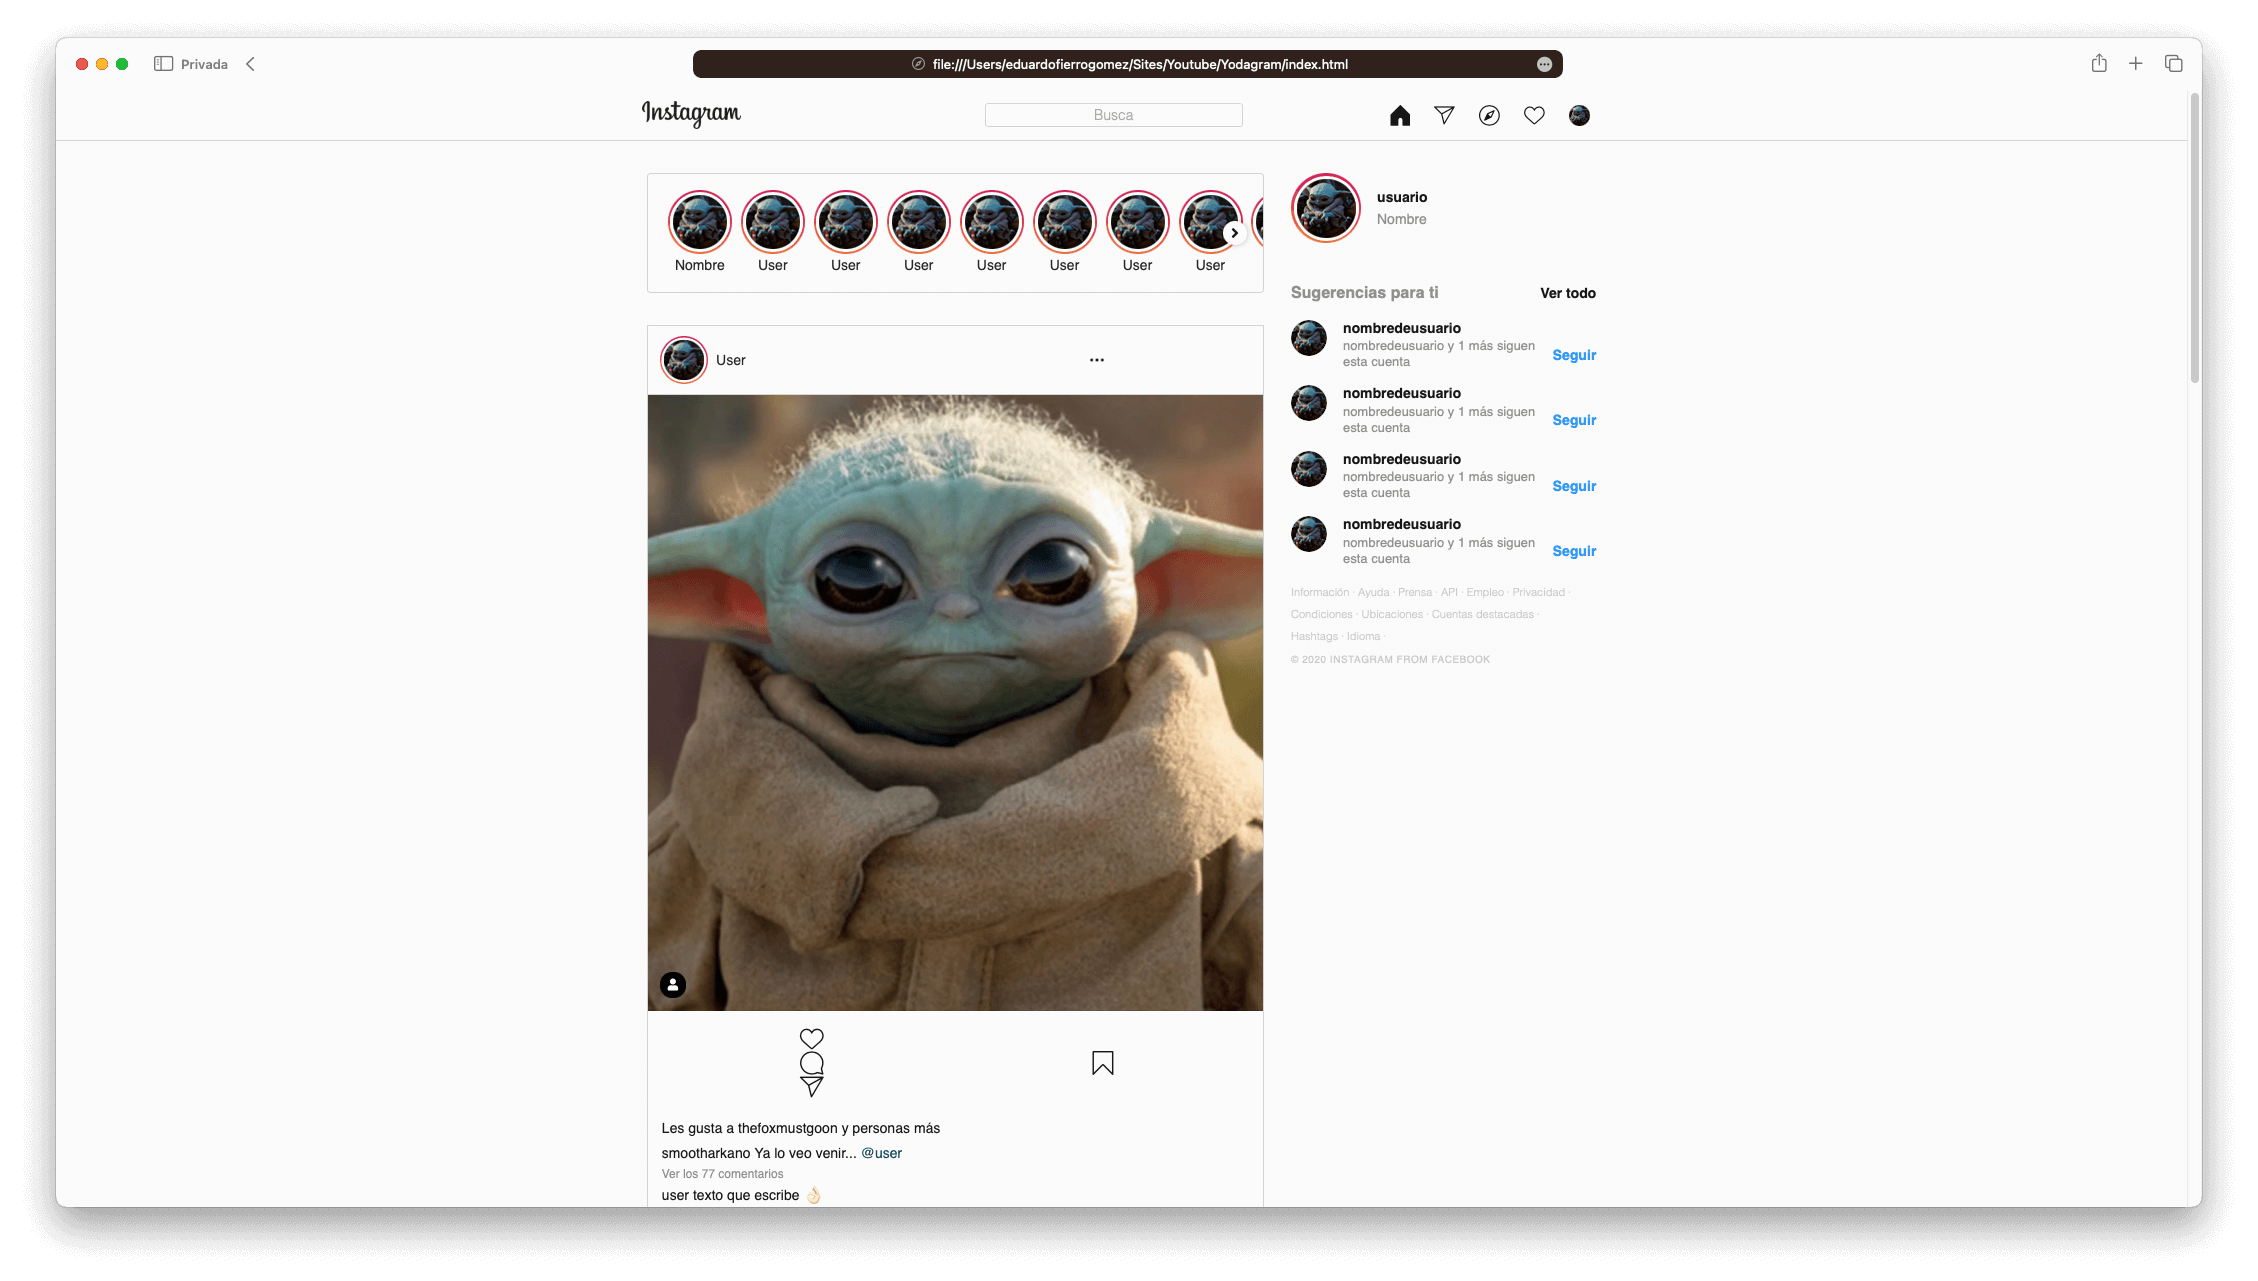 Privada
file:///Users/eduardofierrogomez/Sites/Youtube/Yodagram/index.html
Instagram
Busca
Nombre User User User User User User User
usuario
Nombre
Sugerencias para ti Ver todo
nombredeusuario
nombredeusuario y 1 más siguen
esta cuenta
Seguir
nombredeusuario
nombredeusuario y 1 más siguen
esta cuenta
Seguir
nombredeusuario
nombredeusuario y 1 más siguen
esta cuenta
Seguir
nombredeusuario
nombredeusuario y 1 más siguen
esta cuenta
Seguir
Información · Ayuda · Prensa · API · Empleo · Privacidad ·
Condiciones · Ubicaciones · Cuentas destacadas ·
Hashtags · Idioma ·
© 2020 INSTAGRAM FROM FACEBOOK
User
Les gusta a thefoxmustgoon y personas más
smootharkano Ya lo veo venir... @user
Ver los 77 comentarios
user texto que escribe 👌🏻